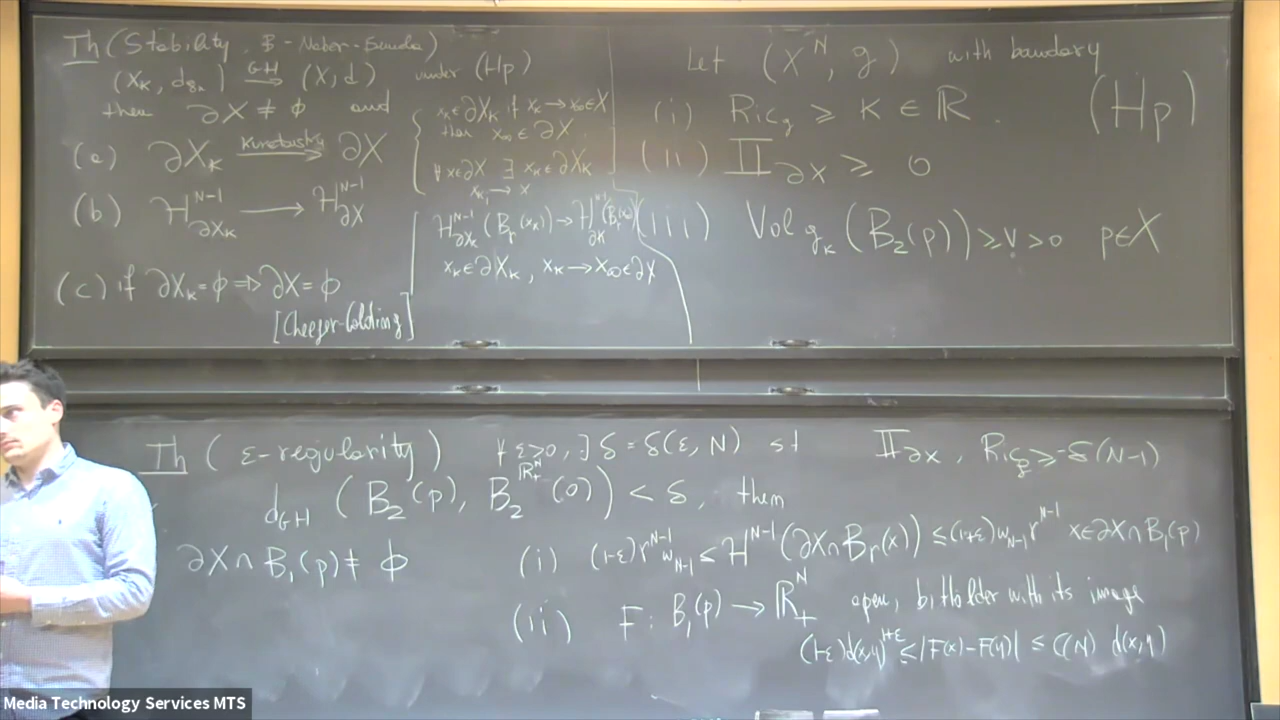 Th (Stability, B-Naber-Semola)
(X_k, d_{g_k}) \xrightarrow{GH} (X, d) under (Hp)
then ∂X ≠ ∅ and
(a) ∂X_k \xrightarrow{Kuratowski} ∂X
{ x_k ∈ ∂X_k if x_k → x_∞ ∈ X
then x_∞ ∈ ∂X
∀ x ∈ ∂X ∃ x_k ∈ ∂X_k
x_k → x
(b) H^{N-1}_{∂X_k} → H^{N-1}_{∂X}
H^{N-1}_{∂X_k}(B_r(x_k)) → H^{N-1}_{∂X}(B_r(x_∞))
x_k ∈ ∂X_k, x_k → x_∞ ∈ ∂X
(c) if ∂X_k = ∅ ⇒ ∂X = ∅
[Cheeger-Colding]
Let (X^N, g) with boundary
(i) Ric_g ≥ K ∈ ℝ. (Hp)
(ii) II_{∂X} ≥ 0
(iii) Vol_{g_k}(B_2(p)) ≥ v > 0 p ∈ X
Th (ε-regularity) ∀ ε>0, ∃ δ = δ(ε, N) st II_{∂X}, Ric_g ≥ -δ(N-1)
d_{GH}(B_2(p), B_2^{ℝ^N_+}(0)) < δ, then
∂X ∩ B_1(p) ≠ ∅
(i) (1-ε) r^{N-1} ω_{N-1} ≤ H^{N-1}(∂X ∩ B_r(x)) ≤ (1+ε) ω_{N-1} r^{N-1} x ∈ ∂X ∩ B_1(p)
(ii) F: B_1(p) → ℝ^N_+ open, biHolder with its image
(1-ε) d(x,y)^{1+ε} ≤ |F(x) - F(y)| ≤ C(N) d(x,y)
Media Technology Services MTS